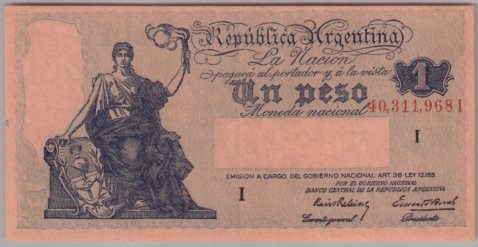 República Argentina
La Nación
pagará al portador y á la vista
Un peso
1
40,311,968 I
Moneda nacional
I
EMISION A CARGO DEL GOBIERNO NACIONAL ART. 36-LEY 12.155
POR EL GOBIERNO NACIONAL
I
BANCO CENTRAL DE LA REPUBLICA ARGENTINA
Gerente general
Presidente